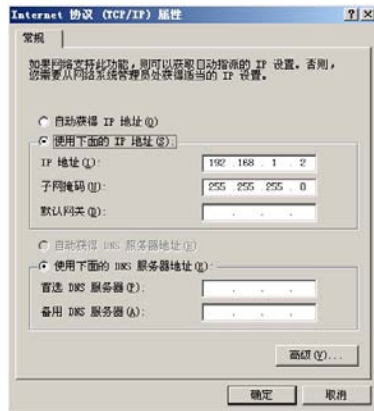 Internet 协议 (TCP/IP) 属性
常规
如果网络支持此功能，则可以获取自动指派的 IP 设置。否则，
您需要从网络系统管理员处获得适当的 IP 设置。
自动获得 IP 地址(O)
使用下面的 IP 地址(S):
IP 地址(I): 192 .168 . 1 . 2
子网掩码(U): 255 .255 .255 . 0
默认网关(D): . . .
自动获得 DNS 服务器地址(B)
使用下面的 DNS 服务器地址(E):
首选 DNS 服务器(P): . . .
备用 DNS 服务器(A): . . .
高级(V)...
确定
取消